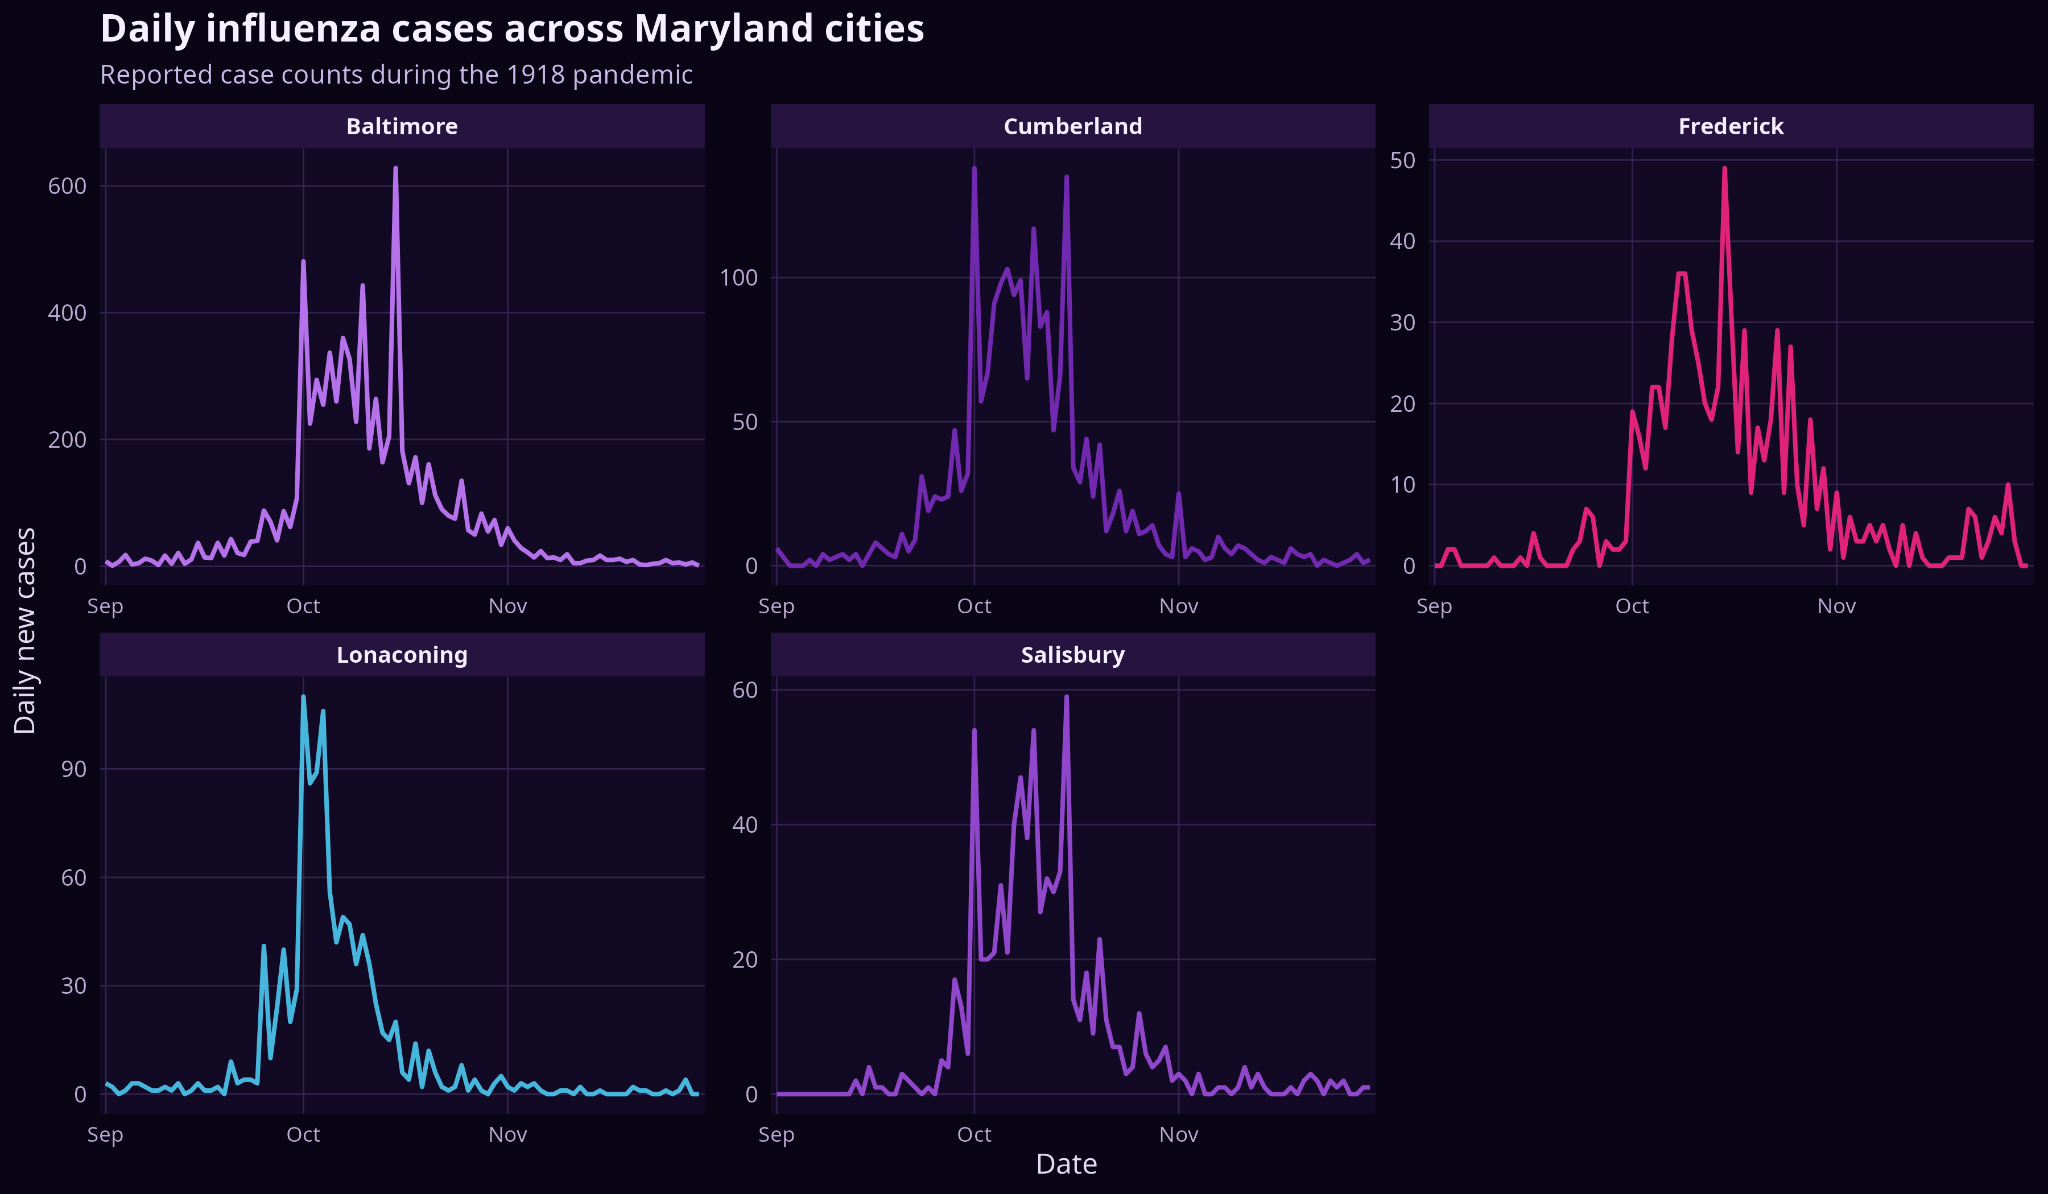 Daily influenza cases across Maryland cities
Reported case counts during the 1918 pandemic
Baltimore
Cumberland
Frederick
600
400
200
0
100
50
0
50
40
30
20
10
0
Sep Oct Nov
Sep Oct Nov
Sep Oct Nov
Daily new cases
Lonaconing
Salisbury
90
60
30
0
60
40
20
0
Sep Oct Nov
Sep Oct Nov
Date